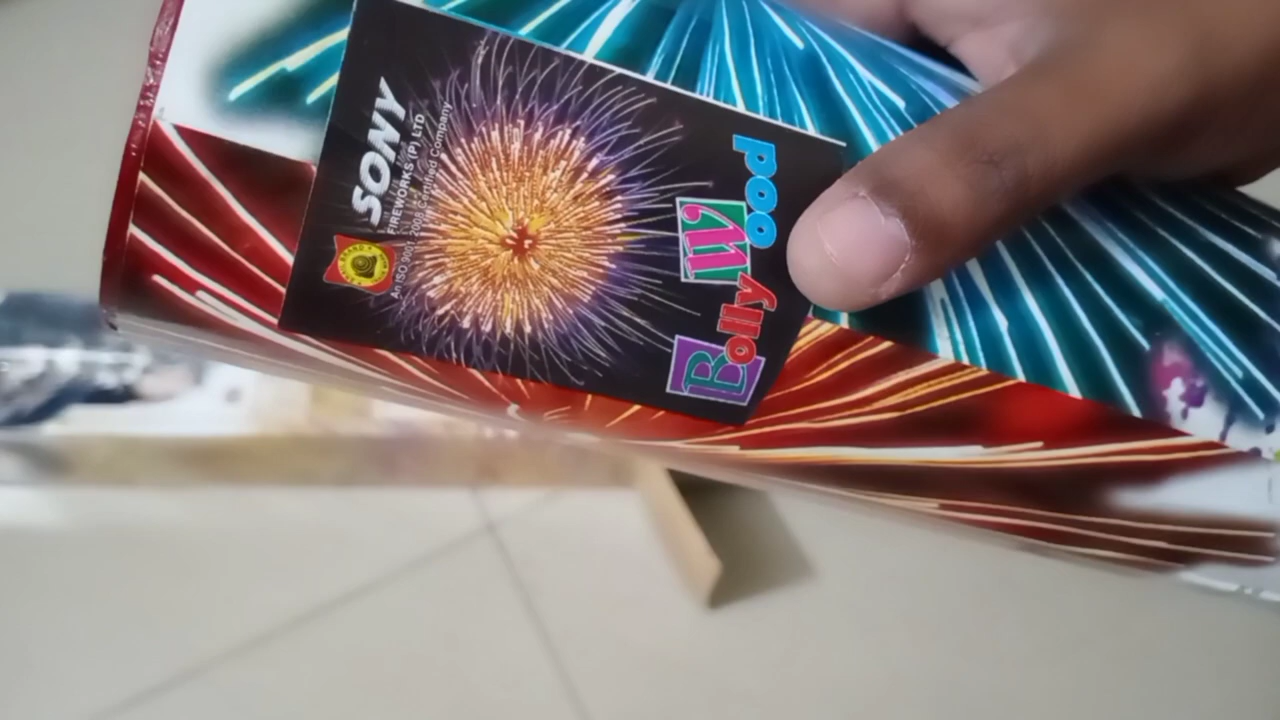 SONY
FIREWORKS (P) LTD
An ISO 9001 : 2008 Certified Company
BollyWood